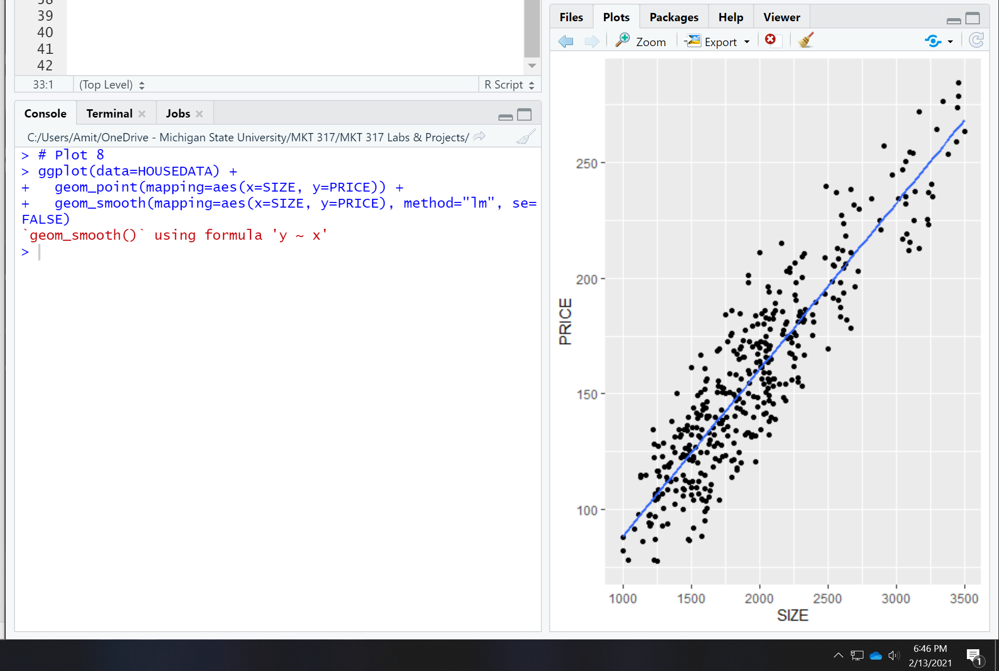 38
39
40
41
42
33:1 (Top Level) R Script
Console Terminal Jobs
C:/Users/Amit/OneDrive - Michigan State University/MKT 317/MKT 317 Labs & Projects/
> # Plot 8
> ggplot(data=HOUSEDATA) +
+   geom_point(mapping=aes(x=SIZE, y=PRICE)) +
+   geom_smooth(mapping=aes(x=SIZE, y=PRICE), method="lm", se=
FALSE)
`geom_smooth()` using formula 'y ~ x'
>
Files Plots Packages Help Viewer
Zoom Export
250
200
150
100
PRICE
1000 1500 2000 2500 3000 3500
SIZE
6:46 PM
2/13/2021
1